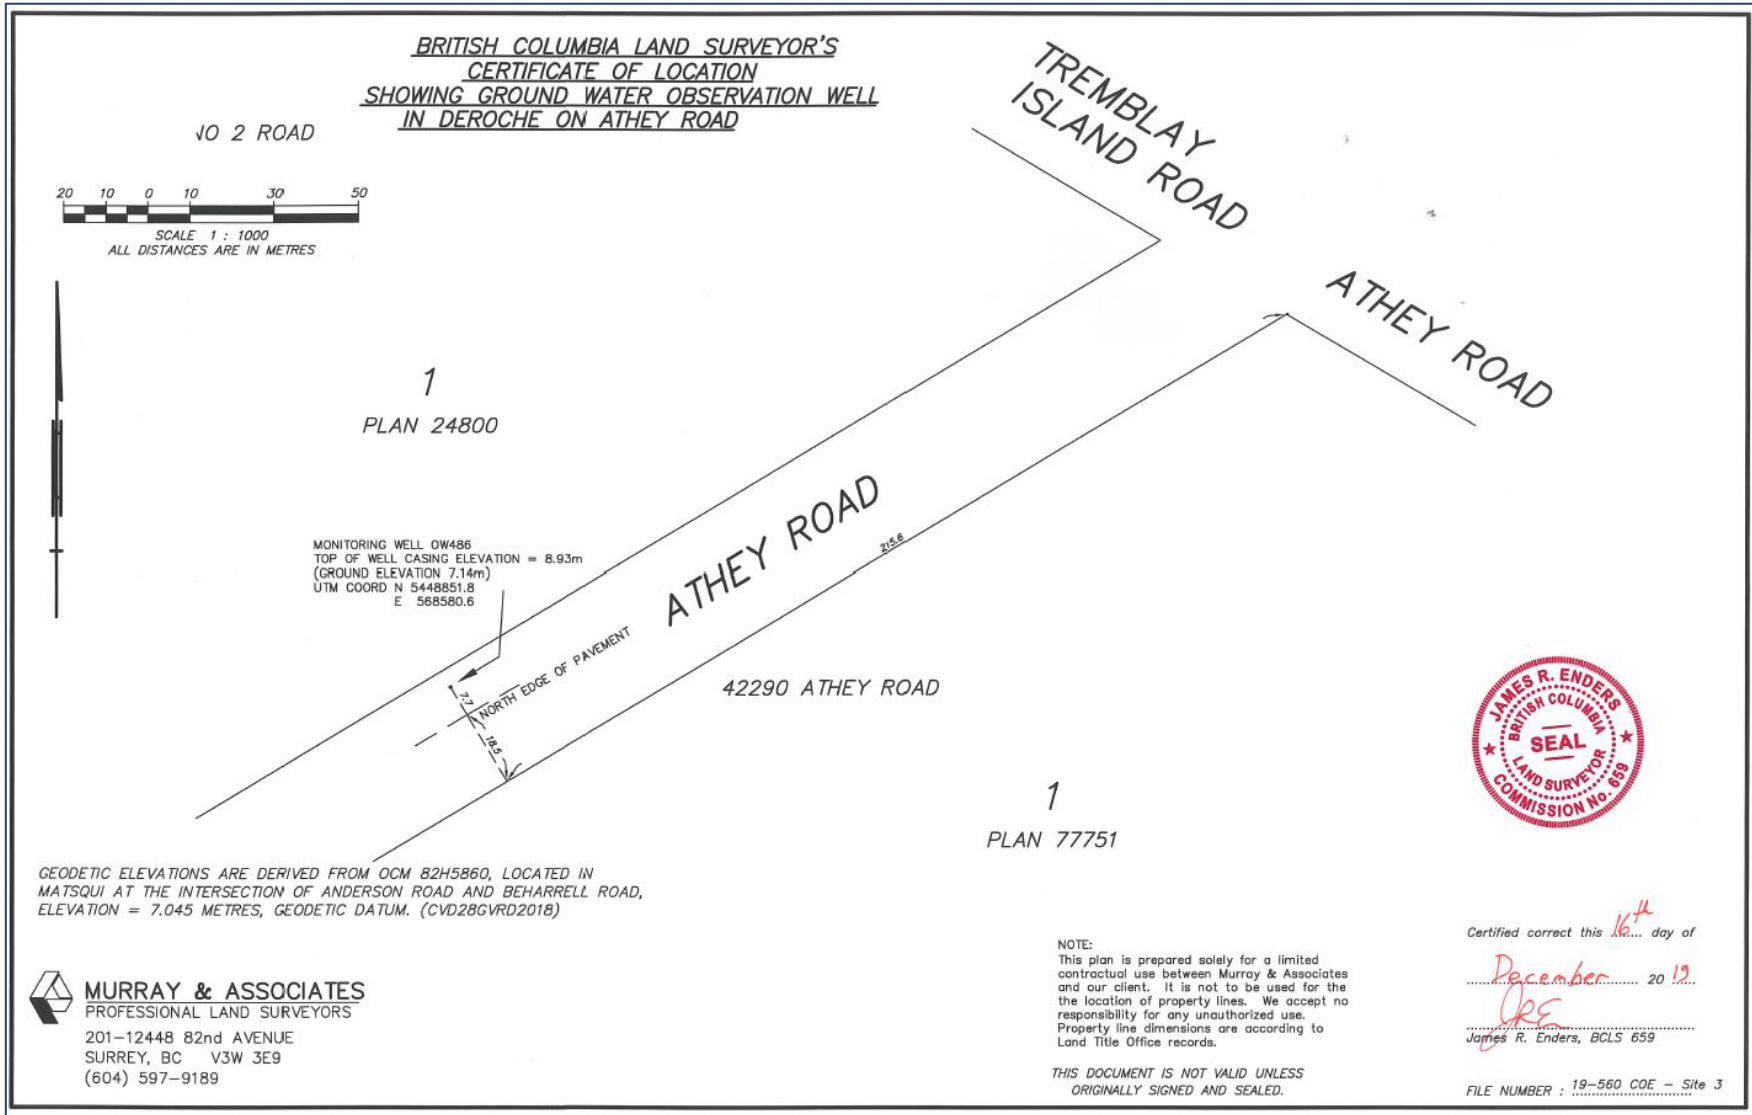 BRITISH COLUMBIA LAND SURVEYOR'S
CERTIFICATE OF LOCATION
SHOWING GROUND WATER OBSERVATION WELL
IN DEROCHE ON ATHEY ROAD
2 ROAD
20 10 0 10 30 50
SCALE 1 : 1000
ALL DISTANCES ARE IN METRES
TREMBLAY
ISLAND ROAD
ATHEY ROAD
1
PLAN 24800
MONITORING WELL OW486
TOP OF WELL CASING ELEVATION = 8.93m
(GROUND ELEVATION 7.14m)
UTM COORD N 5448851.8
E 568580.6
ATHEY ROAD
215.6
NORTH EDGE OF PAVEMENT
7.7
18.5
42290 ATHEY ROAD
1
PLAN 77751
JAMES R. ENDERS
BRITISH COLUMBIA
SEAL
LAND SURVEYOR
COMMISSION No. 659
GEODETIC ELEVATIONS ARE DERIVED FROM OCM 82H5860, LOCATED IN
MATSQUI AT THE INTERSECTION OF ANDERSON ROAD AND BEHARRELL ROAD,
ELEVATION = 7.045 METRES, GEODETIC DATUM. (CVD28GVRD2018)
MURRAY & ASSOCIATES
PROFESSIONAL LAND SURVEYORS
201-12448 82nd AVENUE
SURREY, BC V3W 3E9
(604) 597-9189
NOTE:
This plan is prepared solely for a limited
contractual use between Murray & Associates
and our client. It is not to be used for the
the location of property lines. We accept no
responsibility for any unauthorized use.
Property line dimensions are according to
Land Title Office records.
THIS DOCUMENT IS NOT VALID UNLESS
ORIGINALLY SIGNED AND SEALED.
Certified correct this 16th day of
December 20 19
JRE
James R. Enders, BCLS 659
FILE NUMBER : 19-560 COE - Site 3